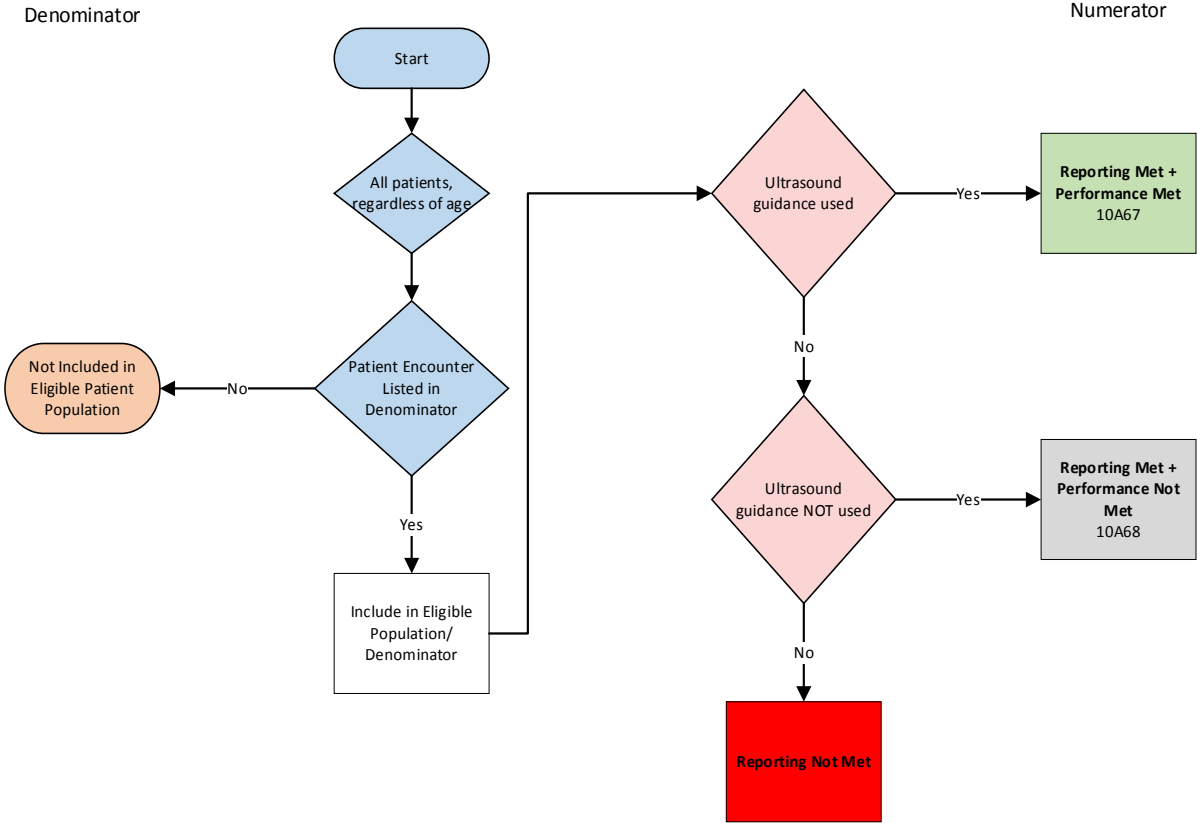 Denominator
Numerator
Start
All patients,
regardless of age
Patient Encounter
Listed in
Denominator
No
Not Included in
Eligible Patient
Population
Yes
Include in Eligible
Population/
Denominator
Ultrasound
guidance used
Yes
Reporting Met +
Performance Met
10A67
No
Ultrasound
guidance NOT used
Yes
Reporting Met +
Performance Not
Met
10A68
No
Reporting Not Met